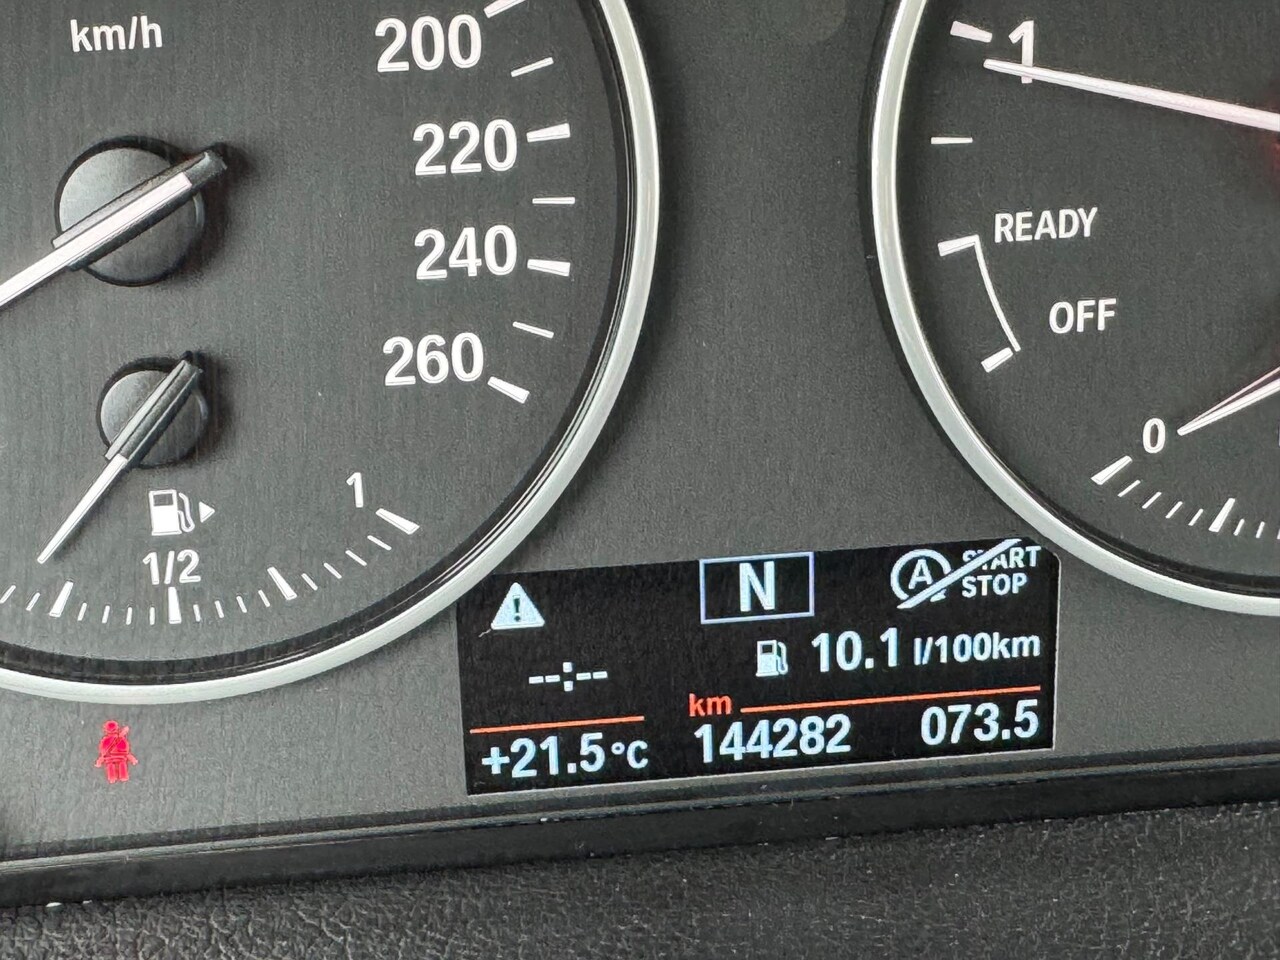 km/h
200
220
240
260
1
1/2
1
READY
OFF
0
N
A START STOP
10.1 l/100km
--:--
km
+21.5°C 144282 073.5